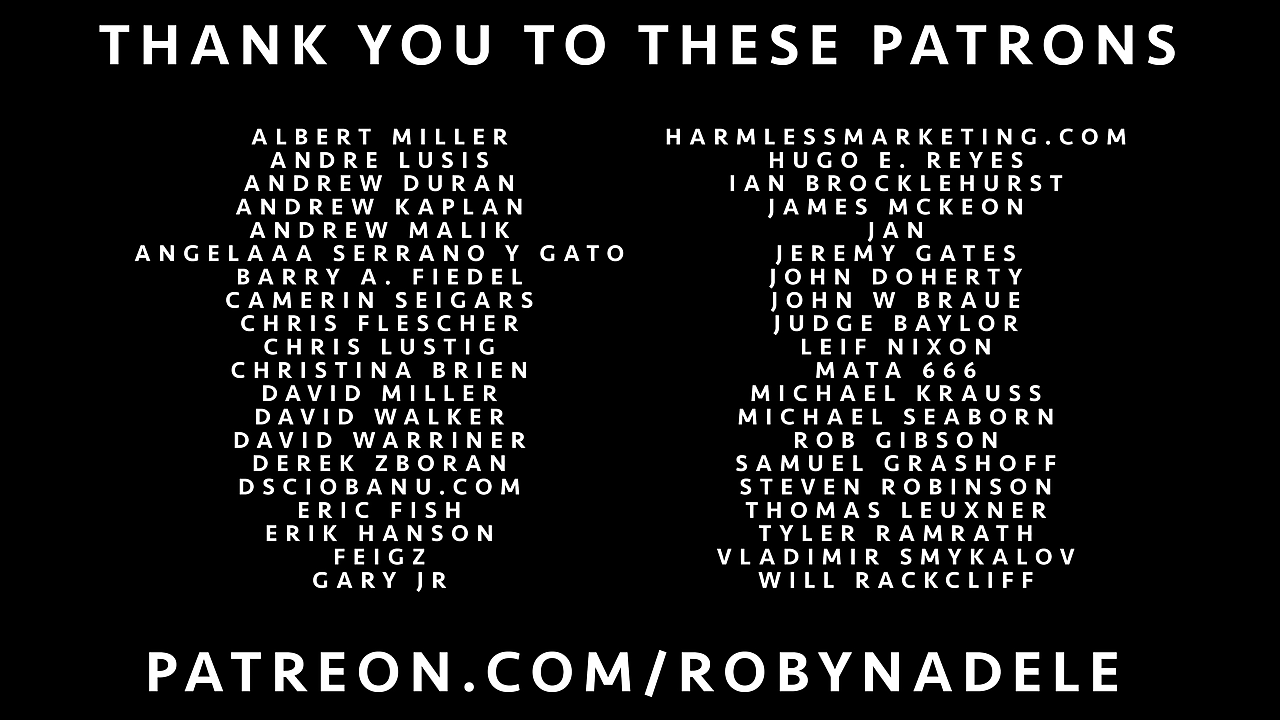 THANK YOU TO THESE PATRONS
ALBERT MILLER
ANDRE LUSIS
ANDREW DURAN
ANDREW KAPLAN
ANDREW MALIK
ANGELAAA SERRANO Y GATO
BARRY A. FIEDEL
CAMERIN SEIGARS
CHRIS FLESCHER
CHRIS LUSTIG
CHRISTINA BRIEN
DAVID MILLER
DAVID WALKER
DAVID WARRINER
DEREK ZBORAN
DSCIOBANU.COM
ERIC FISH
ERIK HANSON
FEIGZ
GARY JR
HARMLESSMARKETING.COM
HUGO E. REYES
IAN BROCKLEHURST
JAMES MCKEON
JAN
JEREMY GATES
JOHN DOHERTY
JOHN W BRAUE
JUDGE BAYLOR
LEIF NIXON
MATA 666
MICHAEL KRAUSS
MICHAEL SEABORN
ROB GIBSON
SAMUEL GRASHOFF
STEVEN ROBINSON
THOMAS LEUXNER
TYLER RAMRATH
VLADIMIR SMYKALOV
WILL RACKCLIFF
PATREON.COM/ROBYNADELE